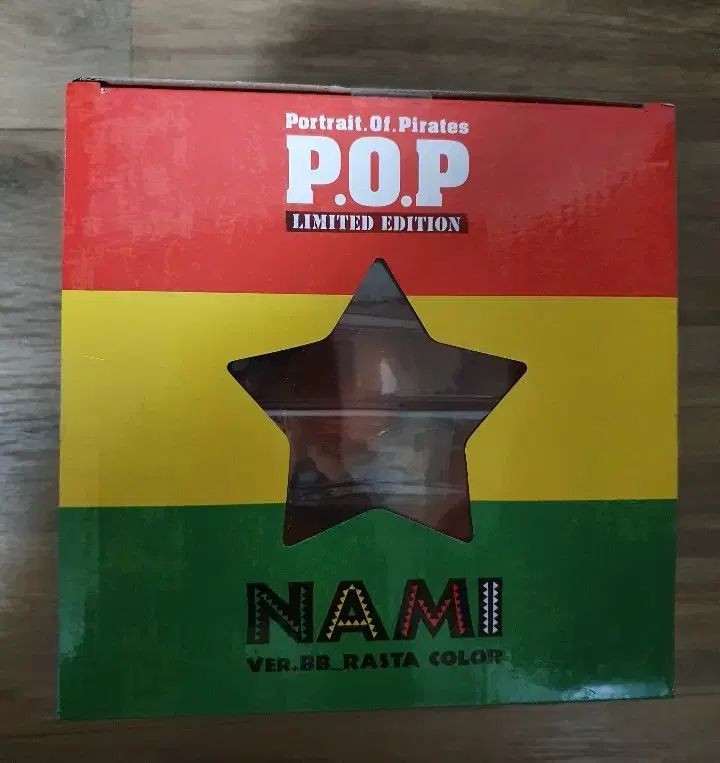 Portrait.Of.Pirates
P.O.P
LIMITED EDITION
NAMI
VER.BB_RASTA COLOR